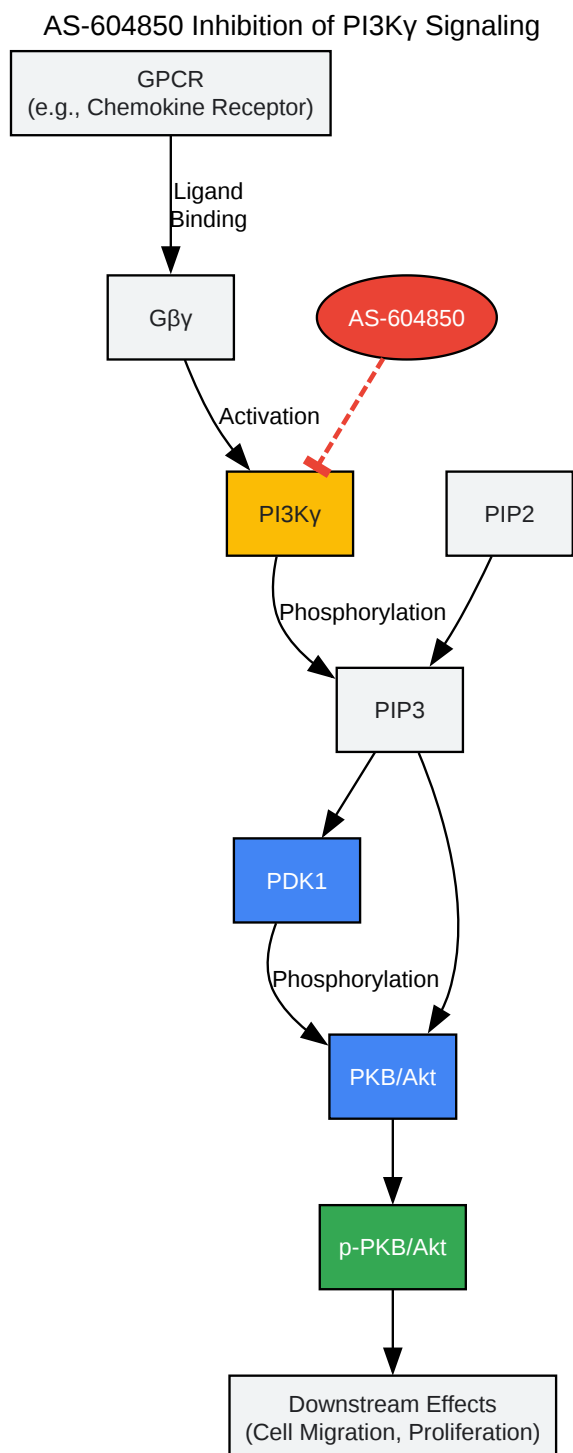 AS-604850 Inhibition of PI3Kγ Signaling
GPCR
(e.g., Chemokine Receptor)
Ligand
Binding
Gβγ
AS-604850
Activation
PI3Kγ
PIP2
Phosphorylation
PIP3
PDK1
Phosphorylation
PKB/Akt
p-PKB/Akt
Downstream Effects
(Cell Migration, Proliferation)